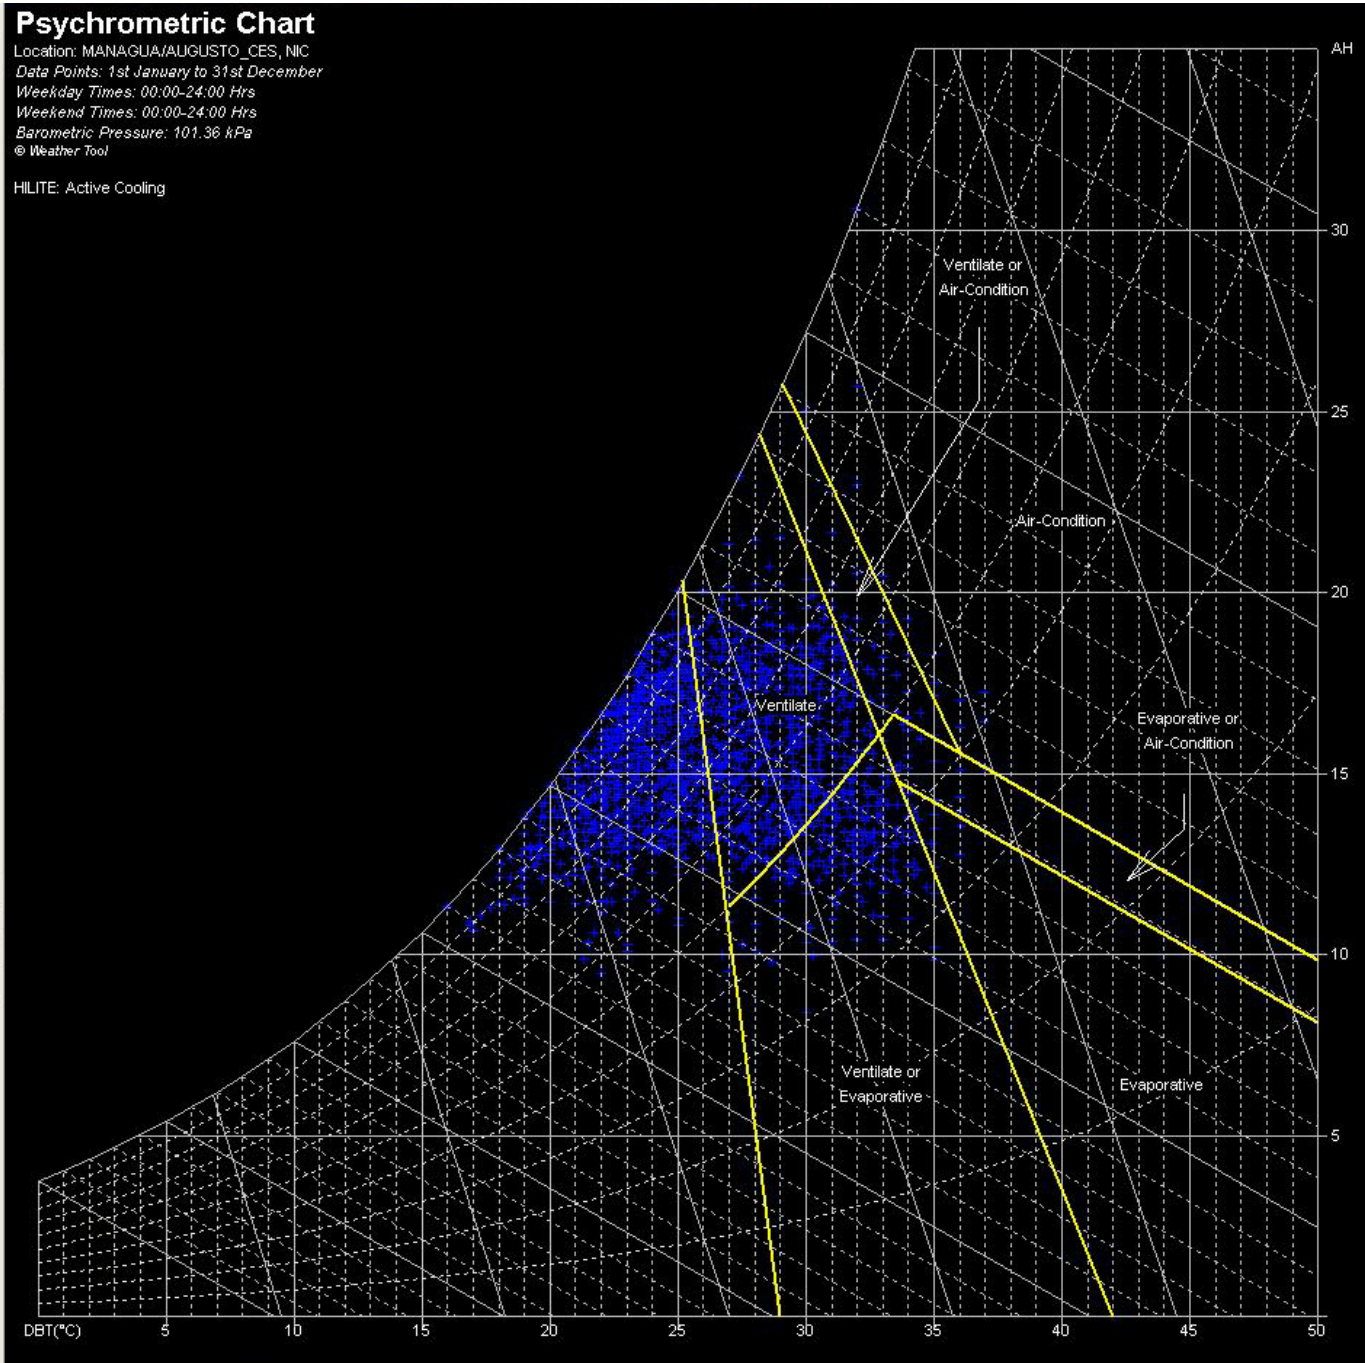 Psychrometric Chart
Location: MANAGUA/AUGUSTO_CES, NIC
Data Points: 1st January to 31st December
Weekday Times: 00:00-24:00 Hrs
Weekend Times: 00:00-24:00 Hrs
Barometric Pressure: 101.36 kPa
© Weather Tool
HILITE: Active Cooling
AH
30
Ventilate or
Air-Condition
25
Air-Condition
20
Ventilate
Evaporative or
Air-Condition
15
10
Ventilate or
Evaporative
Evaporative
5
DBT(°C) 5 10 15 20 25 30 35 40 45 50